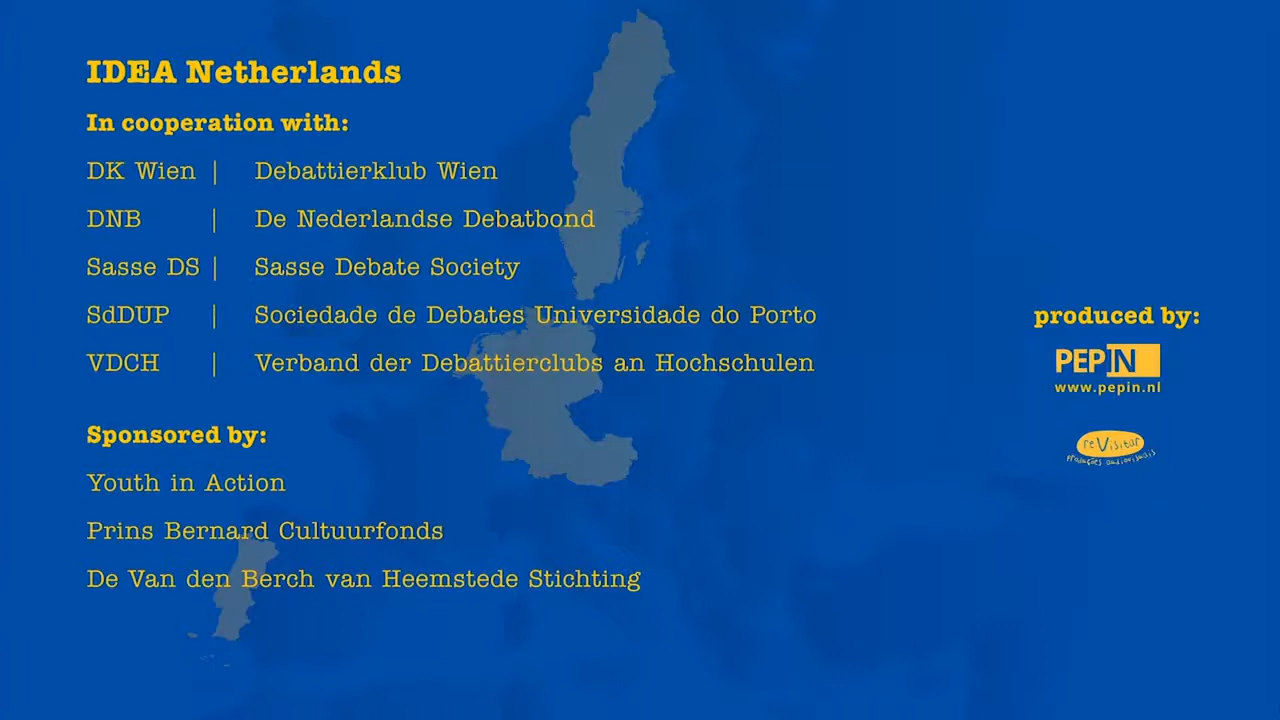 IDEA Netherlands
In cooperation with:
DK Wien | Debattierklub Wien
DNB | De Nederlandse Debatbond
Sasse DS | Sasse Debate Society
SdDUP | Sociedade de Debates Universidade do Porto
VDCH | Verband der Debattierclubs an Hochschulen
Sponsored by:
Youth in Action
Prins Bernard Cultuurfonds
De Van den Berch van Heemstede Stichting
produced by:
PEPIN
www.pepin.nl
reVisitar
produções audiovisuais